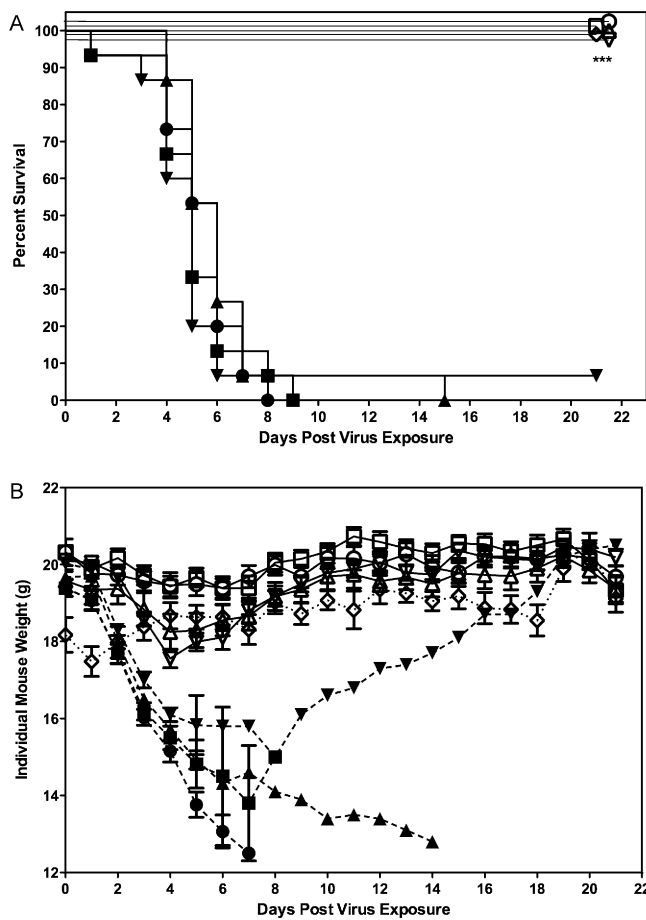 A
100
90
80
70
60
50
40
30
20
10
0
Percent Survival
***
0 2 4 6 8 10 12 14 16 18 20 22
Days Post Virus Exposure
B
22
20
18
16
14
12
Individual Mouse Weight (g)
0 2 4 6 8 10 12 14 16 18 20 22
Days Post Virus Exposure